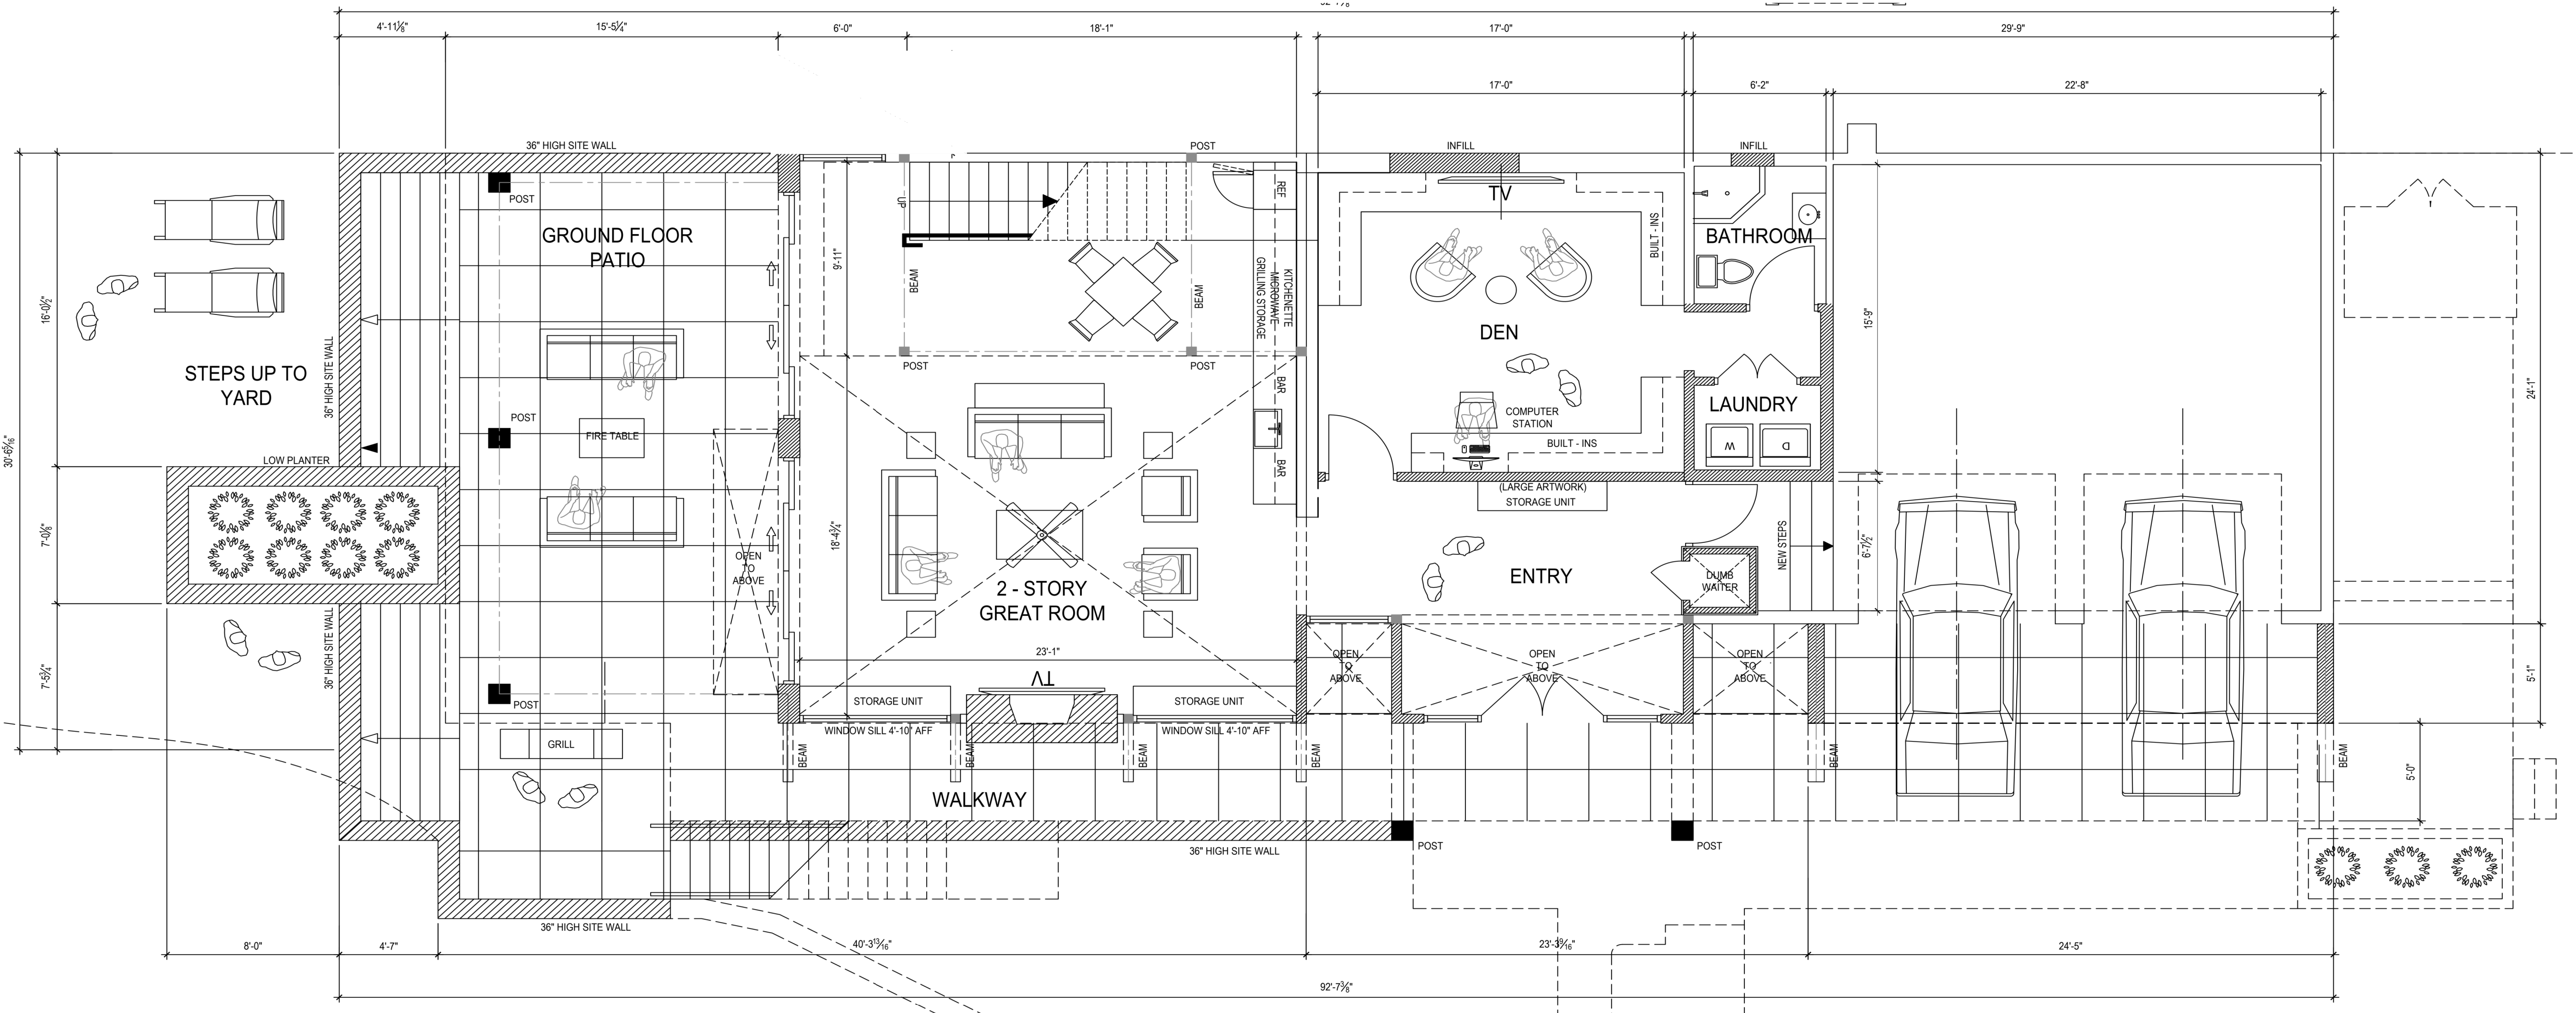 4'-11⅛"
15'-5¼"
6'-0"
18'-1"
17'-0"
29'-9"
17'-0"
6'-2"
22'-8"
36" HIGH SITE WALL
POST
INFILL
INFILL
POST
UP
REF
TV
BUILT - INS
BATHROOM
GROUND FLOOR
PATIO
9'-11"
BEAM
BEAM
KITCHENETTE
MICROWAVE
GRILLING STORAGE
DEN
16'-0½"
15'-9"
24'-1"
30'-6⁵⁄₁₆"
STEPS UP TO
YARD
36" HIGH SITE WALL
POST
POST
POST
FIRE TABLE
BAR
BAR
COMPUTER
STATION
BUILT - INS
LAUNDRY
W
D
LOW PLANTER
(LARGE ARTWORK)
STORAGE UNIT
7'-0⅛"
18'-4¾"
OPEN
TO
ABOVE
2 - STORY
GREAT ROOM
ENTRY
DUMB
WAITER
NEW STEPS
6'-7½"
36" HIGH SITE WALL
7'-5¾"
23'-1"
TV
OPEN
TO
ABOVE
OPEN
TO
ABOVE
OPEN
TO
ABOVE
5'-1"
POST
STORAGE UNIT
STORAGE UNIT
WINDOW SILL 4'-10" AFF
WINDOW SILL 4'-10" AFF
GRILL
BEAM
BEAM
BEAM
BEAM
BEAM
BEAM
5'-0"
WALKWAY
36" HIGH SITE WALL
POST
POST
36" HIGH SITE WALL
8'-0"
4'-7"
40'-3¹³⁄₁₆"
23'-3⁹⁄₁₆"
24'-5"
92'-7⅜"